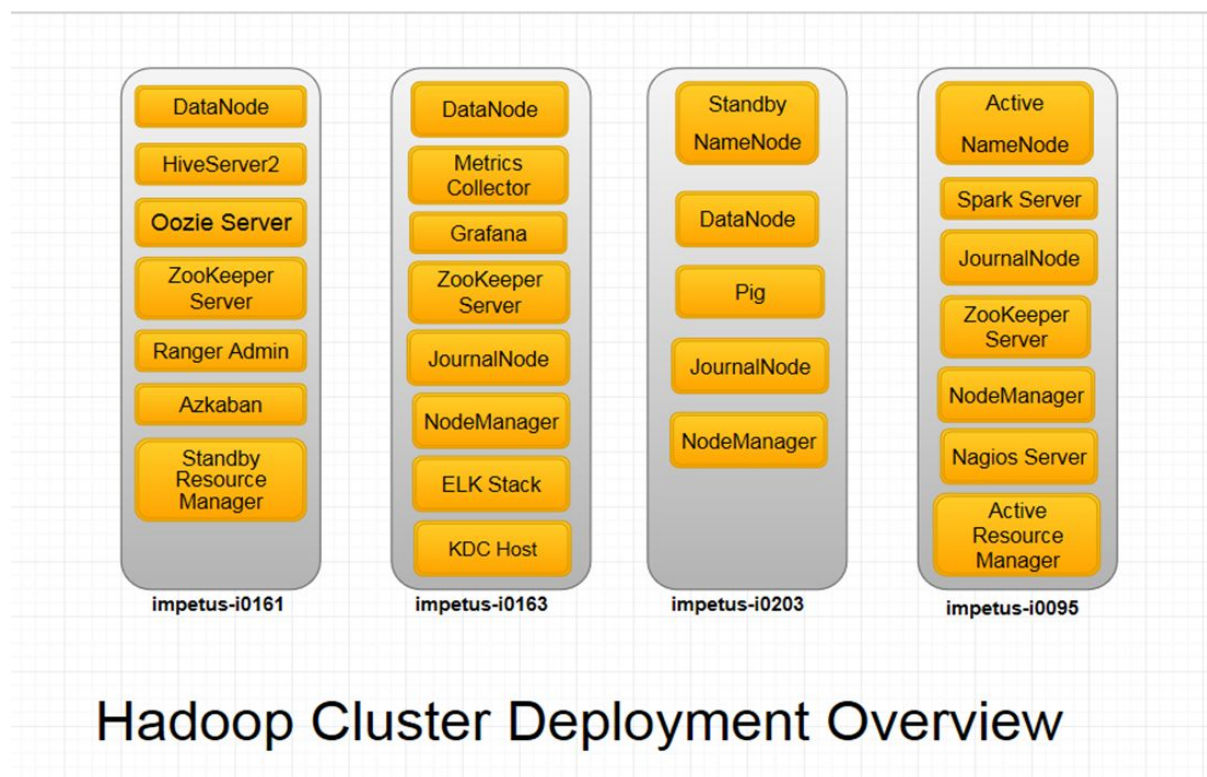 DataNode
HiveServer2
Oozie Server
ZooKeeper
Server
Ranger Admin
Azkaban
Standby
Resource
Manager
impetus-i0161
DataNode
Metrics
Collector
Grafana
ZooKeeper
Server
JournalNode
NodeManager
ELK Stack
KDC Host
impetus-i0163
Standby
NameNode
DataNode
Pig
JournalNode
NodeManager
impetus-i0203
Active
NameNode
Spark Server
JournalNode
ZooKeeper
Server
NodeManager
Nagios Server
Active
Resource
Manager
impetus-i0095
Hadoop Cluster Deployment Overview